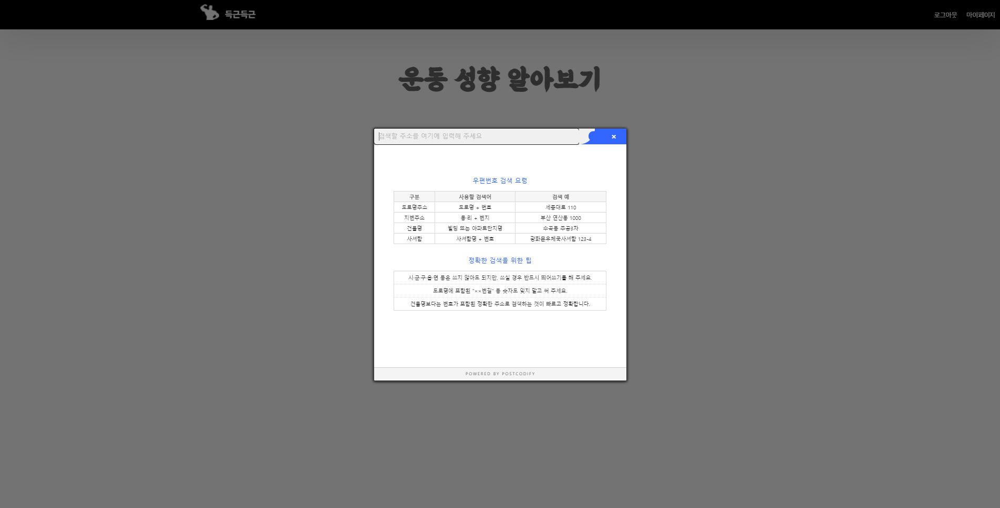 득근득근
로그아웃 마이페이지
운동 성향 알아보기
검색할 주소를 여기에 입력해 주세요
×
우편번호 검색 요령
구분 사용할 검색어 검색 예
도로명주소 도로명 + 번호 세종대로 110
지번주소 동·리 + 번지 부산 연산동 1000
건물명 빌딩 또는 아파트단지명 수곡동 주공3차
사서함 사서함명 + 번호 광화문우체국사서함 123-4
정확한 검색을 위한 팁
시·군·구·읍·면 등은 쓰지 않아도 되지만, 쓰실 경우 반드시 띄어쓰기를 해 주세요.
도로명에 포함된 "××번길" 등 숫자도 잊지 말고 써 주세요.
건물명보다는 번호가 포함된 정확한 주소로 검색하는 것이 빠르고 정확합니다.
POWERED BY POSTCODIFY